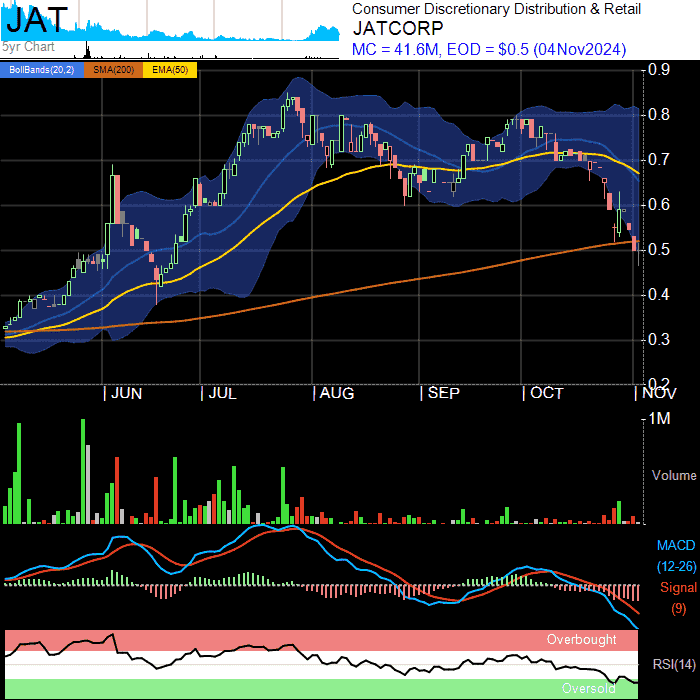 JAT
5yr Chart
Consumer Discretionary Distribution & Retail
JATCORP
MC = 41.6M, EOD = $0.5 (04Nov2024)
BollBands(20,2) SMA(200) EMA(50)
0.9
0.8
0.7
0.6
0.5
0.4
0.3
0.2
JUN JUL AUG SEP OCT NOV
1M
Volume
MACD
(12-26)
Signal
(9)
Overbought
RSI(14)
Oversold